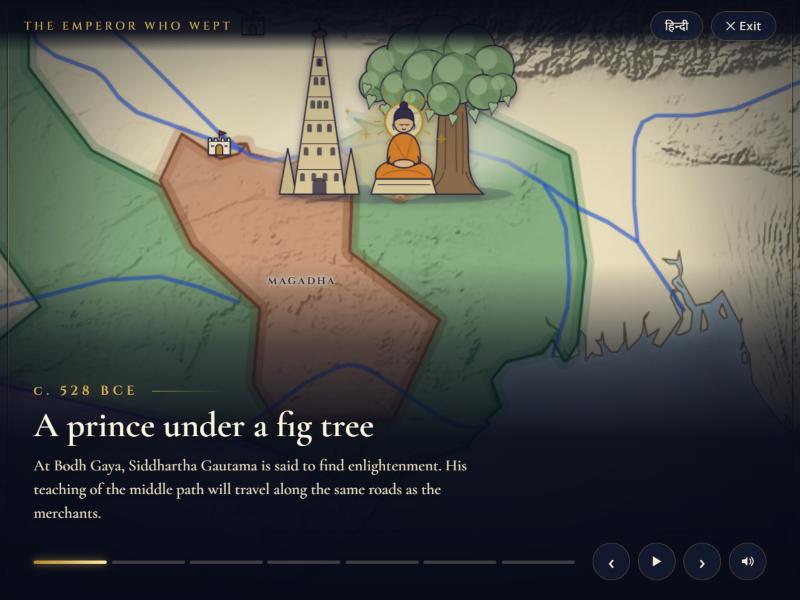 THE EMPEROR WHO WEPT
हिन्दी
Exit
MAGADHA
C. 528 BCE
A prince under a fig tree
At Bodh Gaya, Siddhartha Gautama is said to find enlightenment. His
teaching of the middle path will travel along the same roads as the
merchants.